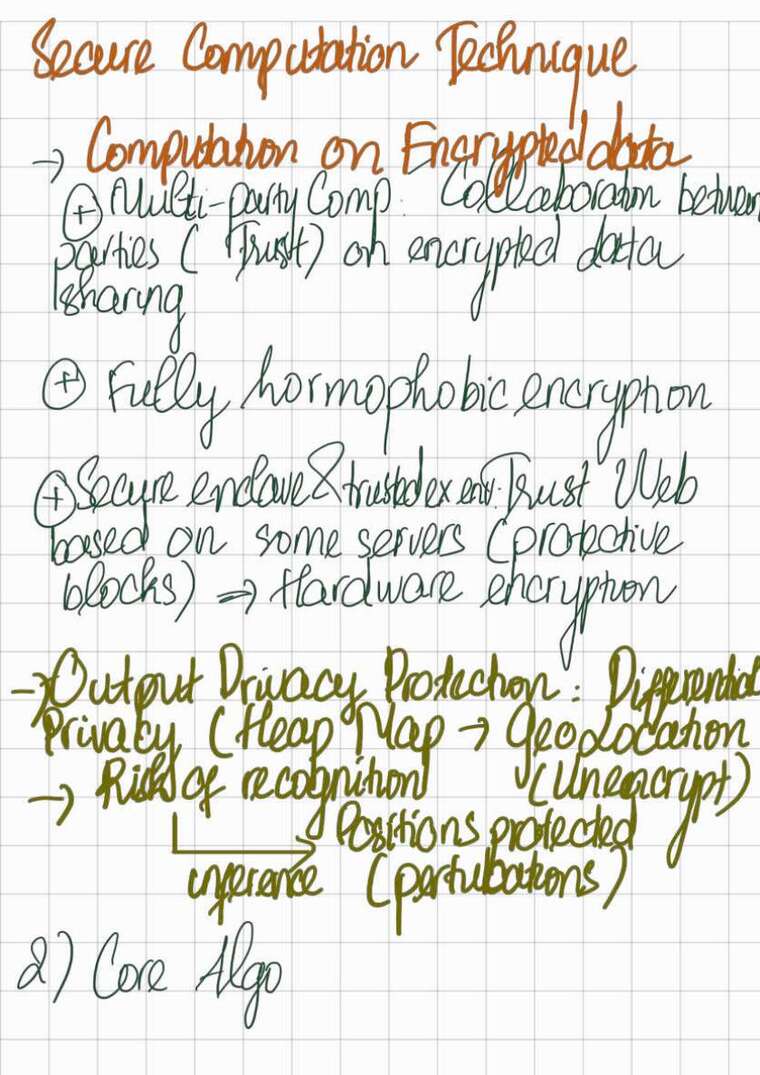 Secure Computation Technique
→ Computation on Encrypted data
⊕ Multi-party Comp: Collaboration between
parties ( Trust) on encrypted data
sharing
⊕ Fully hormophobic encryption
⊕ Secure enclave & trusted ex env. Trust Web
based on some servers (protective
blocks) ⇒ Hardware encryption
→ Output Privacy Protection : Differential
Privacy (Heap Map → GeoLocation
→ Risk of recognition (Unencrypt)
Positions protected
inference (pertubations)
2) Core Algo